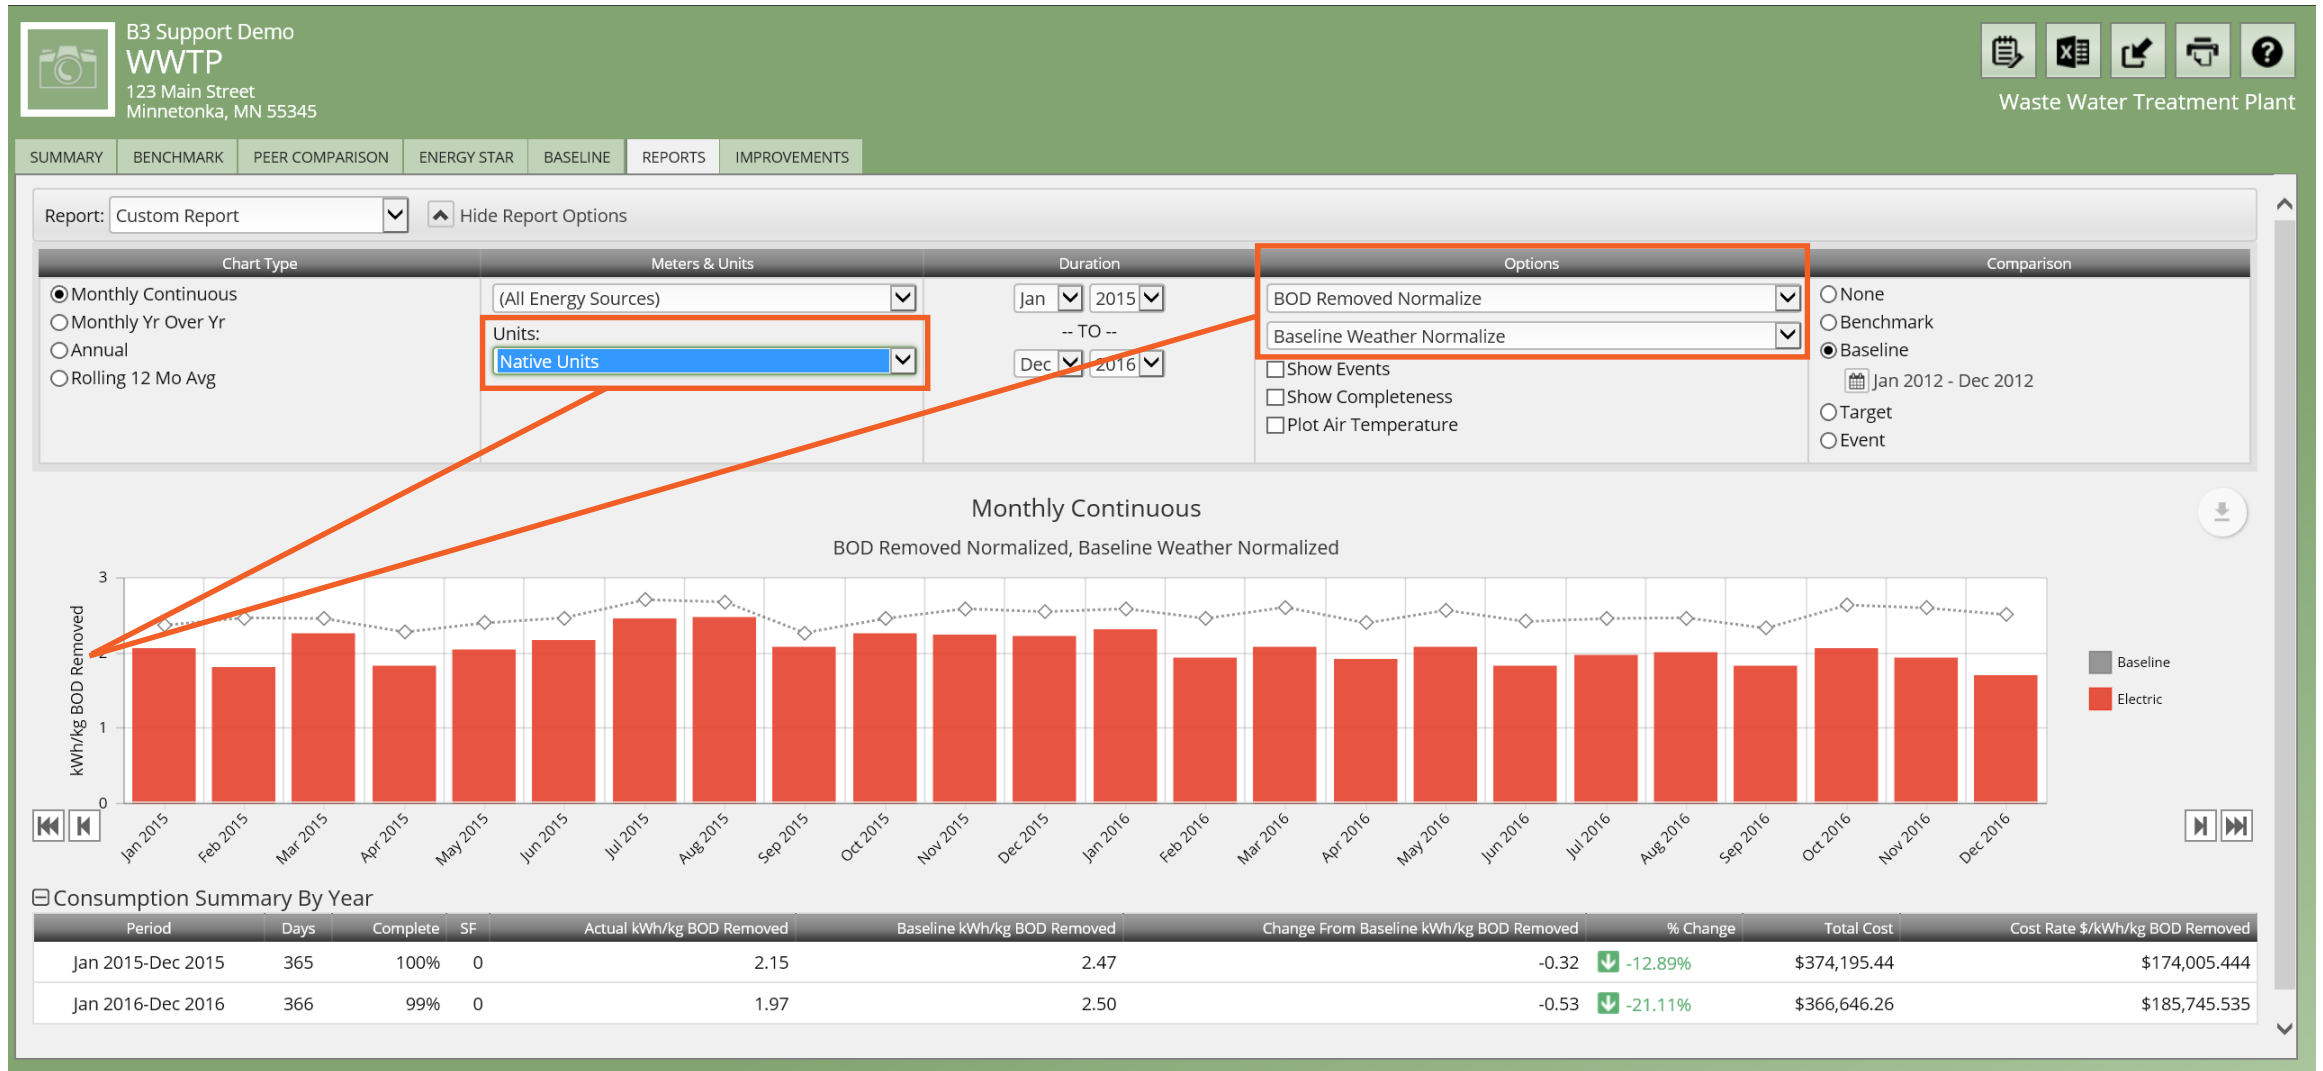 B3 Support Demo
WWTP
123 Main Street
Minnetonka, MN 55345
Waste Water Treatment Plant
SUMMARY BENCHMARK PEER COMPARISON ENERGY STAR BASELINE REPORTS IMPROVEMENTS
Report: Custom Report Hide Report Options
Chart Type Meters & Units Duration Options Comparison
Monthly Continuous
Monthly Yr Over Yr
Annual
Rolling 12 Mo Avg
(All Energy Sources)
Units:
Native Units
Jan 2015
-- TO --
Dec 2016
BOD Removed Normalize
Baseline Weather Normalize
Show Events
Show Completeness
Plot Air Temperature
None
Benchmark
Baseline
Jan 2012 - Dec 2012
Target
Event
Monthly Continuous
BOD Removed Normalized, Baseline Weather Normalized
kWh/kg BOD Removed
3
2
1
0
Jan 2015 Feb 2015 Mar 2015 Apr 2015 May 2015 Jun 2015 Jul 2015 Aug 2015 Sep 2015 Oct 2015 Nov 2015 Dec 2015 Jan 2016 Feb 2016 Mar 2016 Apr 2016 May 2016 Jun 2016 Jul 2016 Aug 2016 Sep 2016 Oct 2016 Nov 2016 Dec 2016
Baseline
Electric
Consumption Summary By Year
Period Days Complete SF Actual kWh/kg BOD Removed Baseline kWh/kg BOD Removed Change From Baseline kWh/kg BOD Removed % Change Total Cost Cost Rate $/kWh/kg BOD Removed
Jan 2015-Dec 2015 365 100% 0 2.15 2.47 -0.32 -12.89% $374,195.44 $174,005.444
Jan 2016-Dec 2016 366 99% 0 1.97 2.50 -0.53 -21.11% $366,646.26 $185,745.535